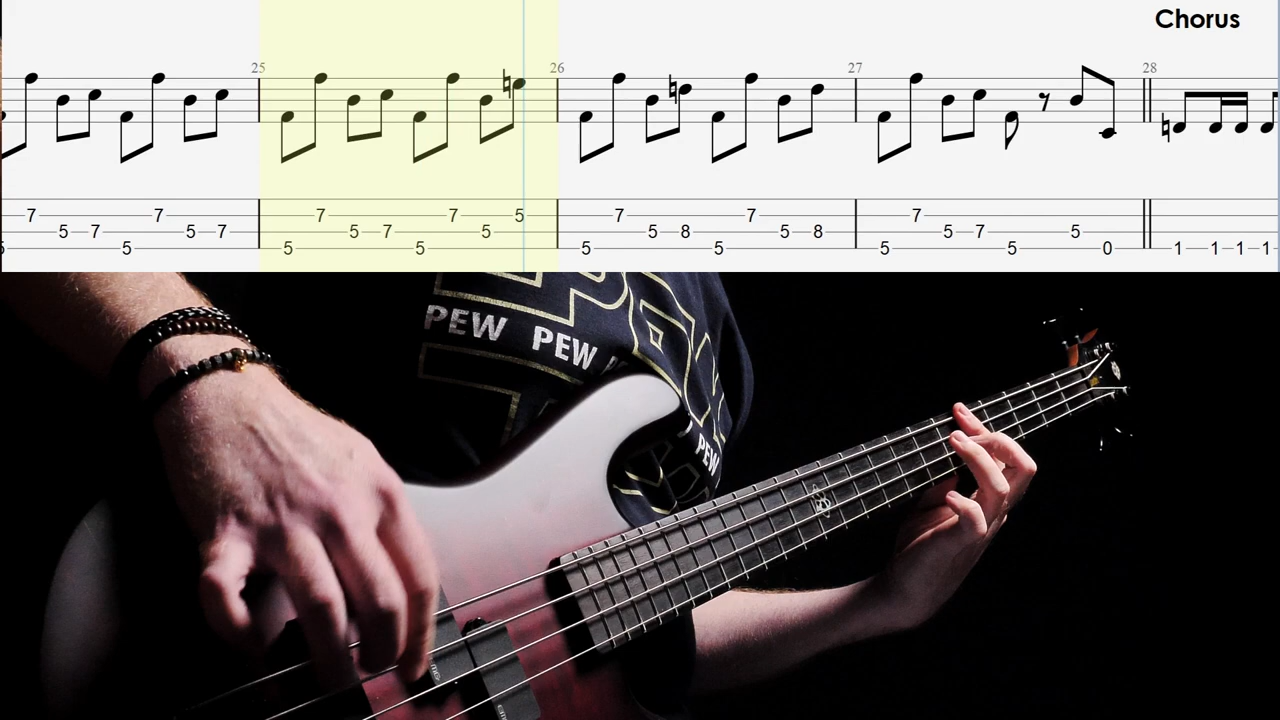 Chorus
25 26 27 28
7 7 7 7 5 7 7 7
5 7 5 7 5 7 5 5 8 5 8 5 7 5
5 5 5 5 5 5 5 5 0 1 1 1 1
PEW PEW
PEW